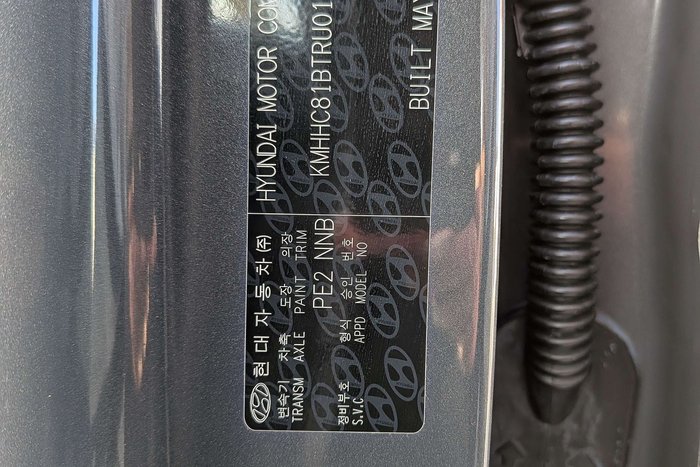 현대자동차(주) HYUNDAI MOTOR
변속기 차축 도장 의장
TRANSM AXLE PAINT TRIM
PE2 NNB KMHHC81BTRU01
정비부호 형식 승인 번호
S.V.C APPD MODEL NO
BUILT